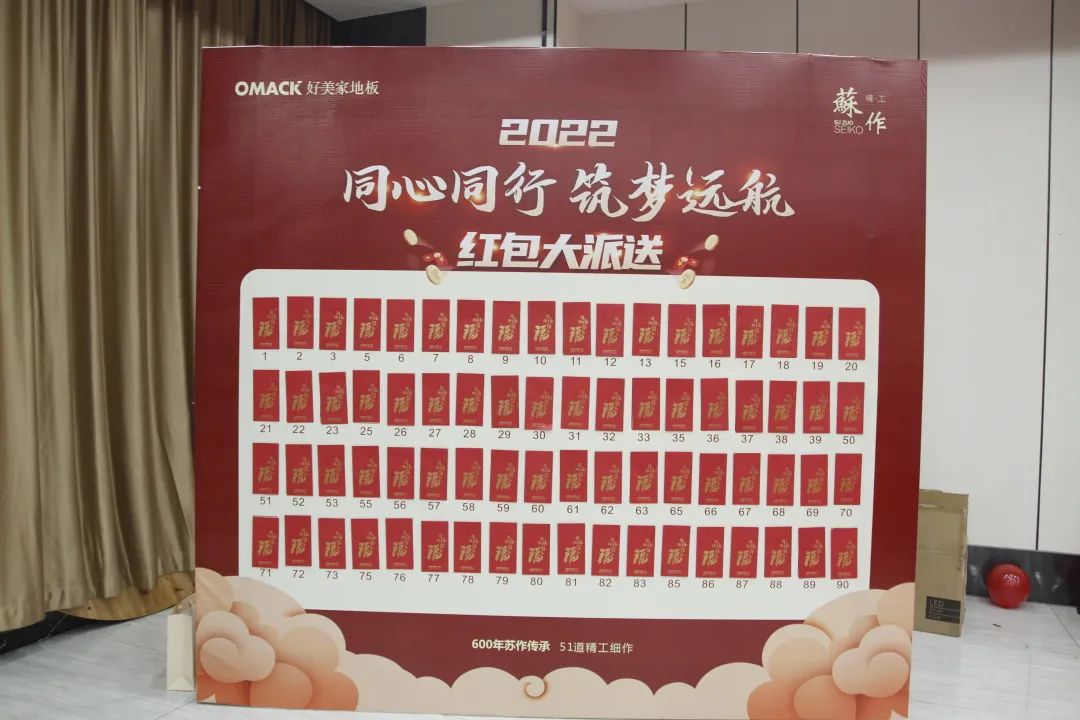 OMACK 好美家地板
蘇作 精工
SU ZUO
SEIKO
2022
同心同行 筑梦远航
红包大派送
1 2 3 5 6 7 8 9 10 11 12 13 15 16 17 18 19 20
21 22 23 25 26 27 28 29 30 31 32 33 35 36 37 38 39 50
51 52 53 55 56 57 58 59 60 61 62 63 65 66 67 68 69 70
71 72 73 75 76 77 78 79 80 81 82 83 85 86 87 88 89 90
600年苏作传承 51道精工细作
LED